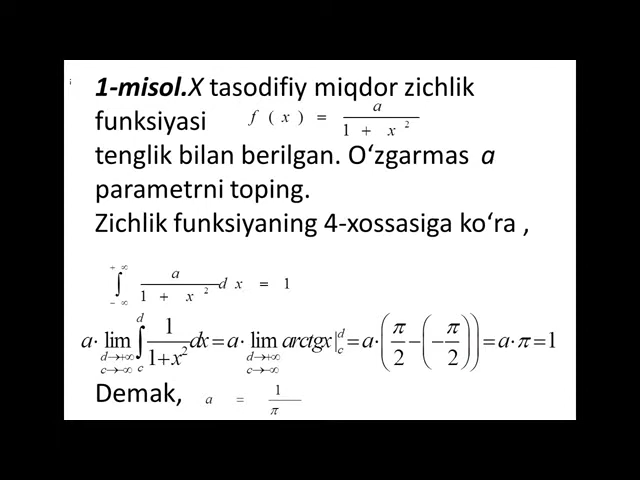 1-misol.X tasodifiy miqdor zichlik
funksiyasi f ( x ) = a / (1 + x²)
tenglik bilan berilgan. O‘zgarmas a
parametrni toping.
Zichlik funksiyaning 4-xossasiga ko‘ra ,
∫_{− ∞}^{+ ∞} a / (1 + x²) d x = 1
a · lim_{d→+∞, c→−∞} ∫_c^d 1 / (1+x²) dx = a · lim_{d→+∞, c→−∞} arctgx |_c^d = a · (π/2 − (−π/2)) = a · π = 1
Demak, a = 1 / π